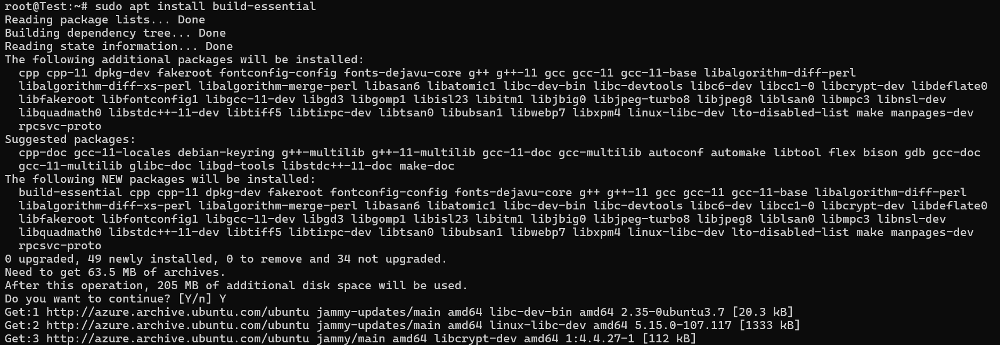 root@Test:~# sudo apt install build-essential
Reading package lists... Done
Building dependency tree... Done
Reading state information... Done
The following additional packages will be installed:
  cpp cpp-11 dpkg-dev fakeroot fontconfig-config fonts-dejavu-core g++ g++-11 gcc gcc-11 gcc-11-base libalgorithm-diff-perl
  libalgorithm-diff-xs-perl libalgorithm-merge-perl libasan6 libatomic1 libc-dev-bin libc-devtools libc6-dev libcc1-0 libcrypt-dev libdeflate0
  libfakeroot libfontconfig1 libgcc-11-dev libgd3 libgomp1 libisl23 libitm1 libjbig0 libjpeg-turbo8 libjpeg8 liblsan0 libmpc3 libnsl-dev
  libquadmath0 libstdc++-11-dev libtiff5 libtirpc-dev libtsan0 libubsan1 libwebp7 libxpm4 linux-libc-dev lto-disabled-list make manpages-dev
  rpcsvc-proto
Suggested packages:
  cpp-doc gcc-11-locales debian-keyring g++-multilib g++-11-multilib gcc-11-doc gcc-multilib autoconf automake libtool flex bison gdb gcc-doc
  gcc-11-multilib glibc-doc libgd-tools libstdc++-11-doc make-doc
The following NEW packages will be installed:
  build-essential cpp cpp-11 dpkg-dev fakeroot fontconfig-config fonts-dejavu-core g++ g++-11 gcc gcc-11 gcc-11-base libalgorithm-diff-perl
  libalgorithm-diff-xs-perl libalgorithm-merge-perl libasan6 libatomic1 libc-dev-bin libc-devtools libc6-dev libcc1-0 libcrypt-dev libdeflate0
  libfakeroot libfontconfig1 libgcc-11-dev libgd3 libgomp1 libisl23 libitm1 libjbig0 libjpeg-turbo8 libjpeg8 liblsan0 libmpc3 libnsl-dev
  libquadmath0 libstdc++-11-dev libtiff5 libtirpc-dev libtsan0 libubsan1 libwebp7 libxpm4 linux-libc-dev lto-disabled-list make manpages-dev
  rpcsvc-proto
0 upgraded, 49 newly installed, 0 to remove and 34 not upgraded.
Need to get 63.5 MB of archives.
After this operation, 205 MB of additional disk space will be used.
Do you want to continue? [Y/n] Y
Get:1 http://azure.archive.ubuntu.com/ubuntu jammy-updates/main amd64 libc-dev-bin amd64 2.35-0ubuntu3.7 [20.3 kB]
Get:2 http://azure.archive.ubuntu.com/ubuntu jammy-updates/main amd64 linux-libc-dev amd64 5.15.0-107.117 [1333 kB]
Get:3 http://azure.archive.ubuntu.com/ubuntu jammy/main amd64 libcrypt-dev amd64 1:4.4.27-1 [112 kB]